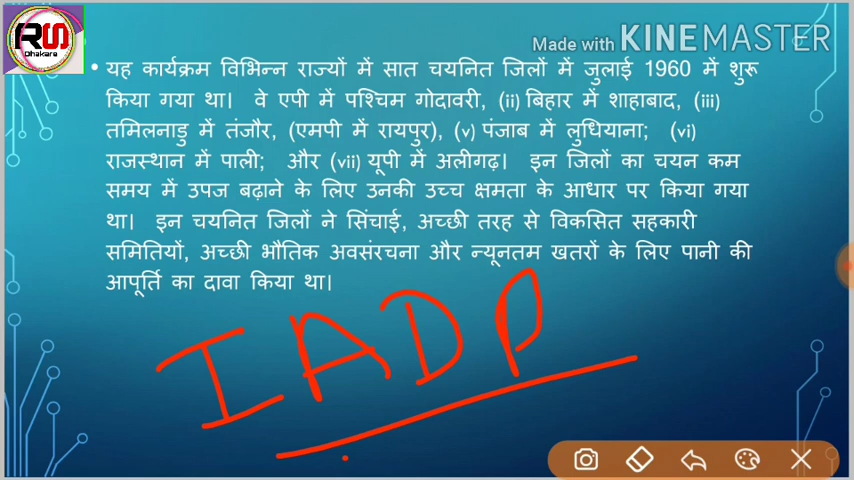 RS
Dhakare
Made with KINEMASTER
• यह कार्यक्रम विभिन्न राज्यों में सात चयनित जिलों में जुलाई 1960 में शुरू
किया गया था। वे एपी में पश्चिम गोदावरी, (ii) बिहार में शाहाबाद, (iii)
तमिलनाडु में तंजौर, (एमपी में रायपुर), (v) पंजाब में लुधियाना; (vi)
राजस्थान में पाली; और (vii) यूपी में अलीगढ़। इन जिलों का चयन कम
समय में उपज बढ़ाने के लिए उनकी उच्च क्षमता के आधार पर किया गया
था। इन चयनित जिलों ने सिंचाई, अच्छी तरह से विकसित सहकारी
समितियों, अच्छी भौतिक अवसंरचना और न्यूनतम खतरों के लिए पानी की
आपूर्ति का दावा किया था।
IADP